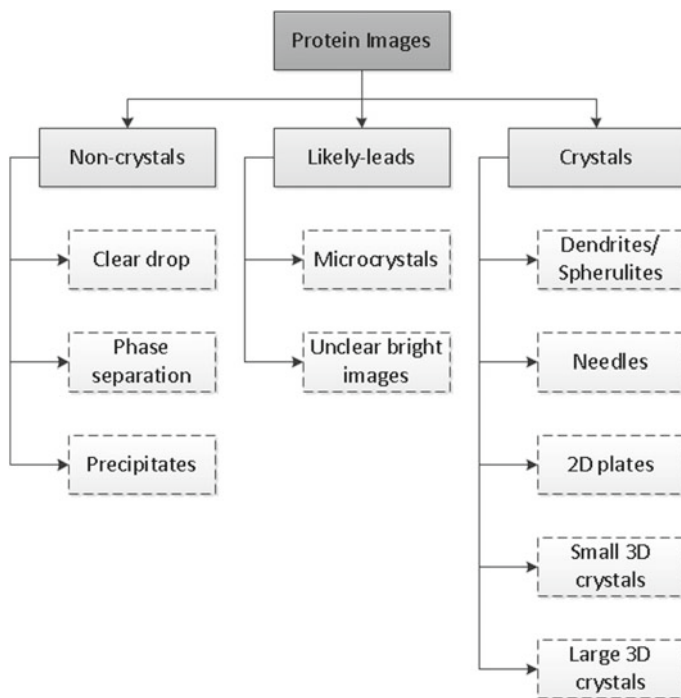 Protein Images
Non-crystals
Likely-leads
Crystals
Clear drop
Phase
separation
Precipitates
Microcrystals
Unclear bright
images
Dendrites/
Spherulites
Needles
2D plates
Small 3D
crystals
Large 3D
crystals